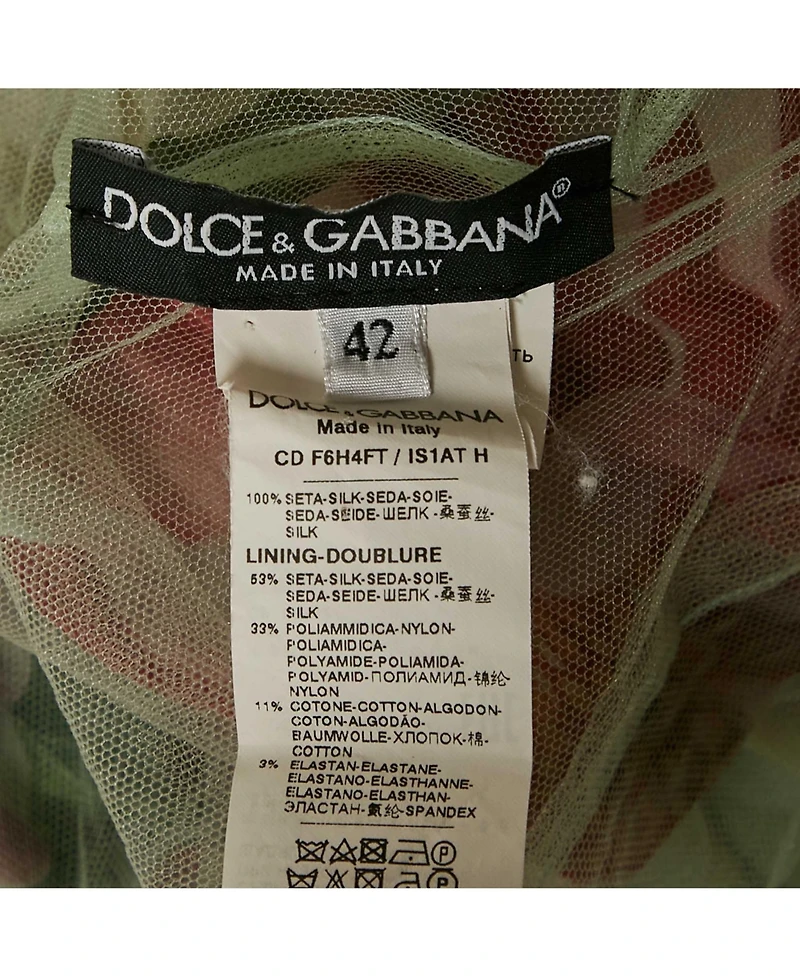 DOLCE & GABBANA®
MADE IN ITALY
42
ть
DOLCE & GABBANA
Made in Italy
CD F6H4FT / IS1AT H
100% SETA-SILK-SEDA-SOIE-
SEDA-SEIDE-ШЕЛК -桑蚕丝-
SILK
LINING-DOUBLURE
53% SETA-SILK-SEDA-SOIE-
SEDA-SEIDE-ШЕЛК -桑蚕丝-
SILK
33% POLIAMMIDICA-NYLON-
POLIAMIDICA-
POLYAMIDE-POLIAMIDA-
POLYAMID-ПОЛИАМИД-锦纶-
NYLON
11% COTONE-COTTON-ALGODON-
COTON-ALGODÃO-
BAUMWOLLE-ХЛОПОК-棉-
COTTON
3% ELASTAN-ELASTANE-
ELASTANO-ELASTHANNE-
ELASTANO-ELASTHAN-
ЭЛАСТАН-氨纶-SPANDEX